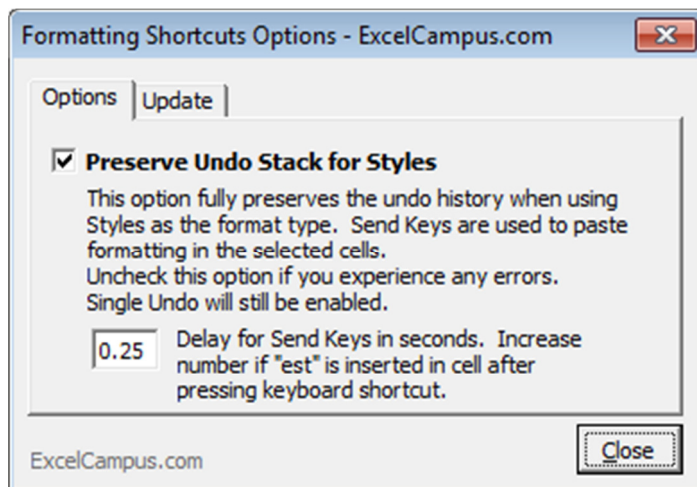 Formatting Shortcuts Options - ExcelCampus.com
Options
Update
Preserve Undo Stack for Styles
This option fully preserves the undo history when using
Styles as the format type.  Send Keys are used to paste
formatting in the selected cells.
Uncheck this option if you experience any errors.
Single Undo will still be enabled.
0.25
Delay for Send Keys in seconds.  Increase
number if "est" is inserted in cell after
pressing keyboard shortcut.
ExcelCampus.com
Close